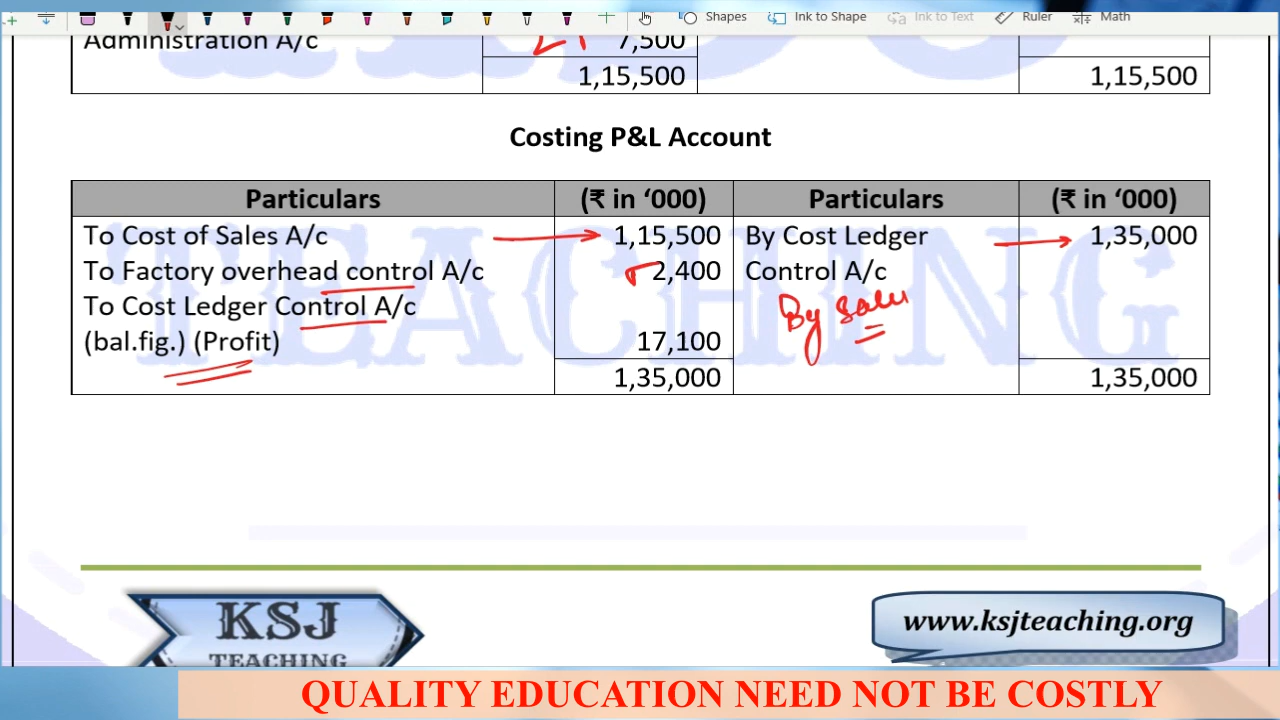 Shapes Ink to Shape Ink to Text Ruler Math
Administration A/c 7,500
1,15,500 1,15,500
Costing P&L Account
Particulars (₹ in ‘000) Particulars (₹ in ‘000)
To Cost of Sales A/c 1,15,500 By Cost Ledger 1,35,000
To Factory overhead control A/c 2,400 Control A/c
To Cost Ledger Control A/c By Sales
(bal.fig.) (Profit) 17,100
1,35,000 1,35,000
TEACHING
KSJ
TEACHING
www.ksjteaching.org
QUALITY EDUCATION NEED NOT BE COSTLY